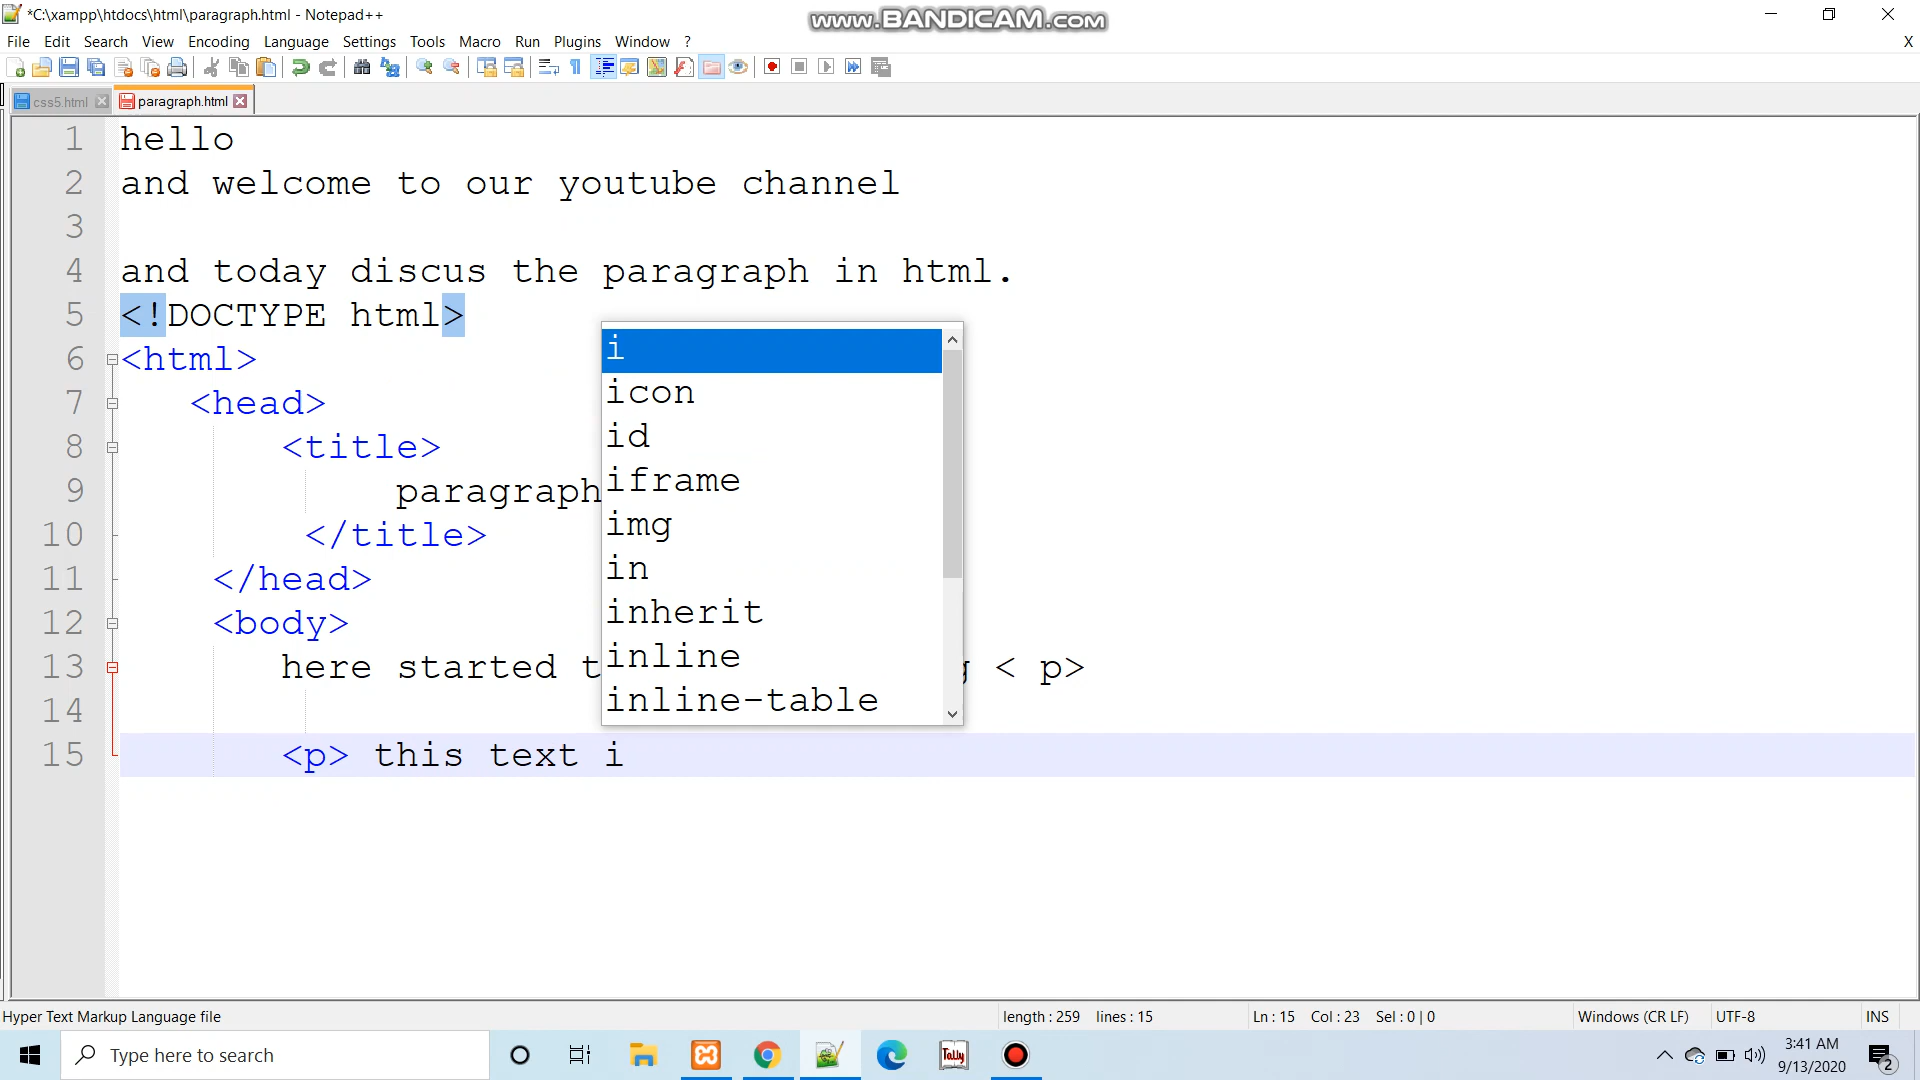 *C:\xampp\htdocs\html\paragraph.html - Notepad++
www.BANDICAM.com
File Edit Search View Encoding Language Settings Tools Macro Run Plugins Window ? X
css5.html paragraph.html
1 hello
2 and welcome to our youtube channel
3
4 and today discus the paragraph in html.
5 <!DOCTYPE html>
6 <html>
7 <head>
8 <title>
9 paragraph
10 </title>
11 </head>
12 <body>
13 here started t g < p>
14
15 <p> this text i
i
icon
id
iframe
img
in
inherit
inline
inline-table
Hyper Text Markup Language file length : 259 lines : 15 Ln : 15 Col : 23 Sel : 0 | 0 Windows (CR LF) UTF-8 INS
Type here to search
Tally
3:41 AM
9/13/2020
2